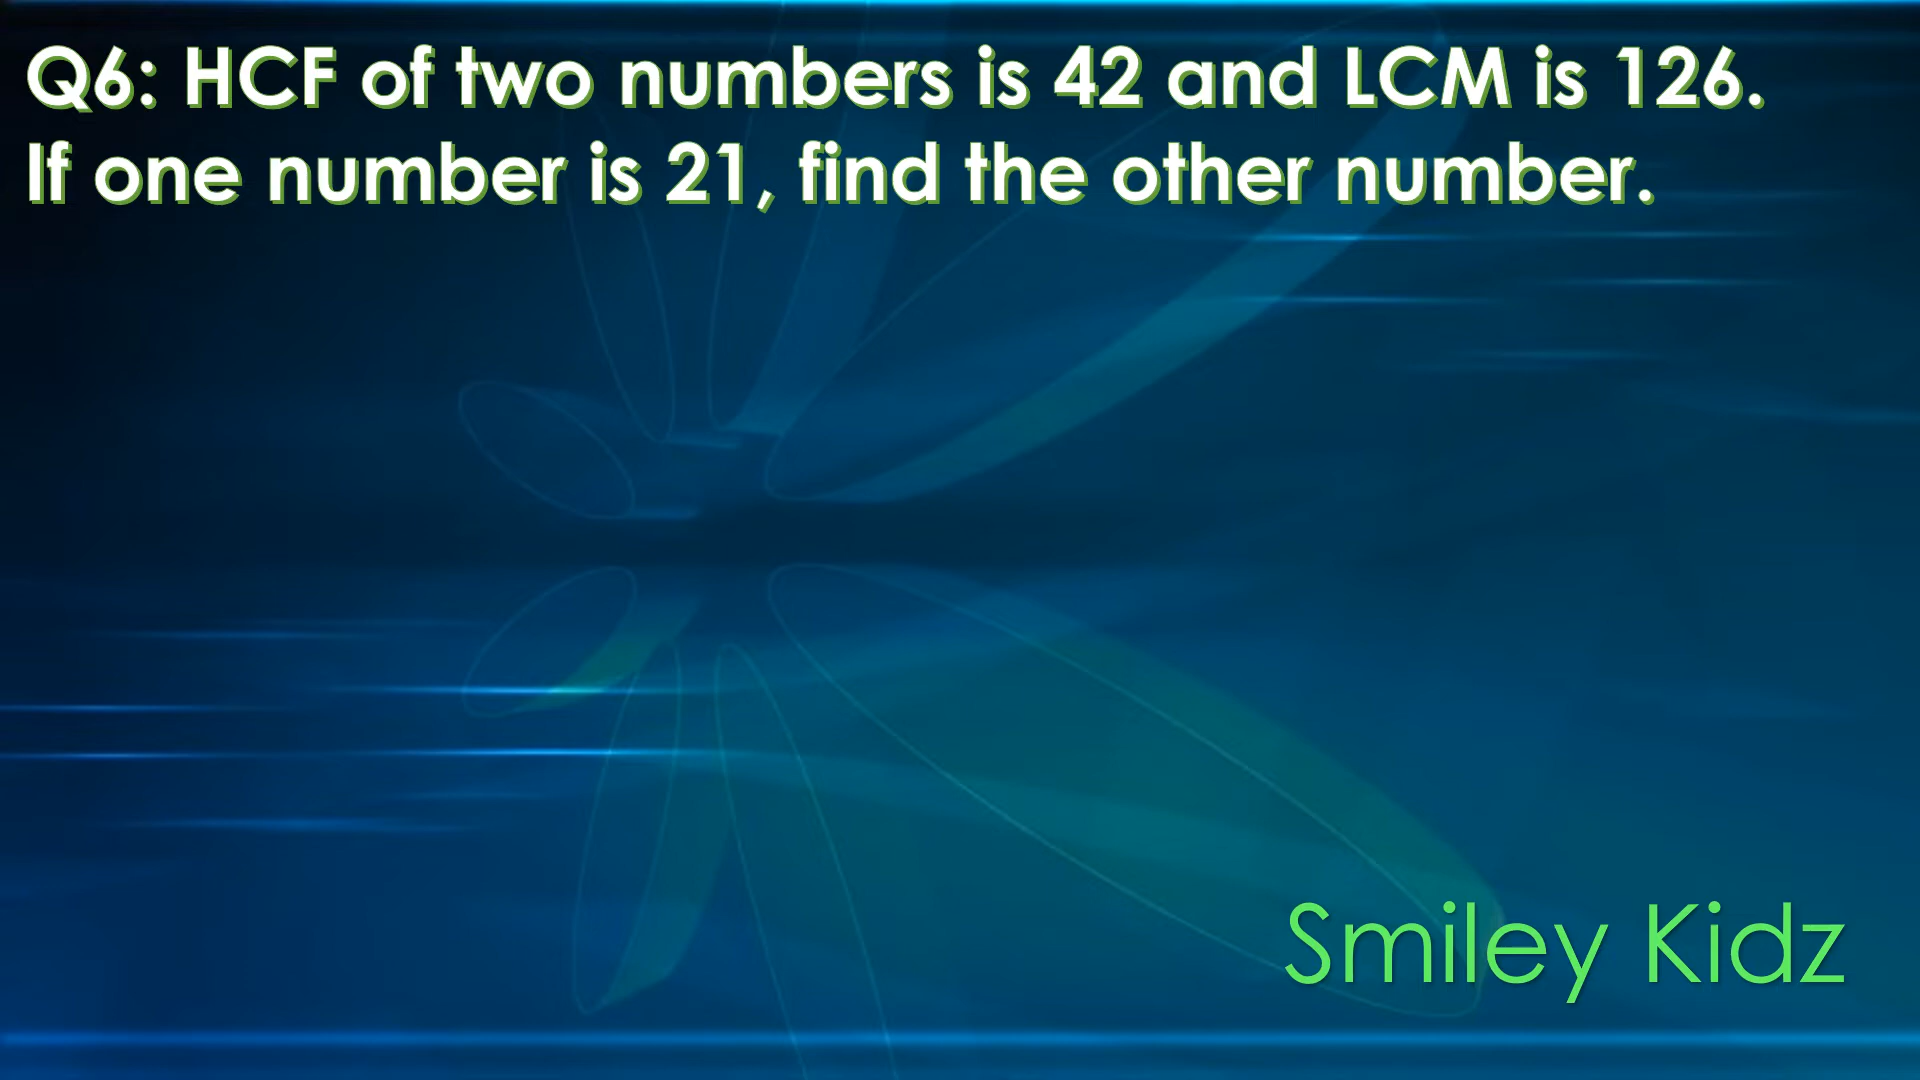 Q6: HCF of two numbers is 42 and LCM is 126.
If one number is 21, find the other number.
Smiley Kidz